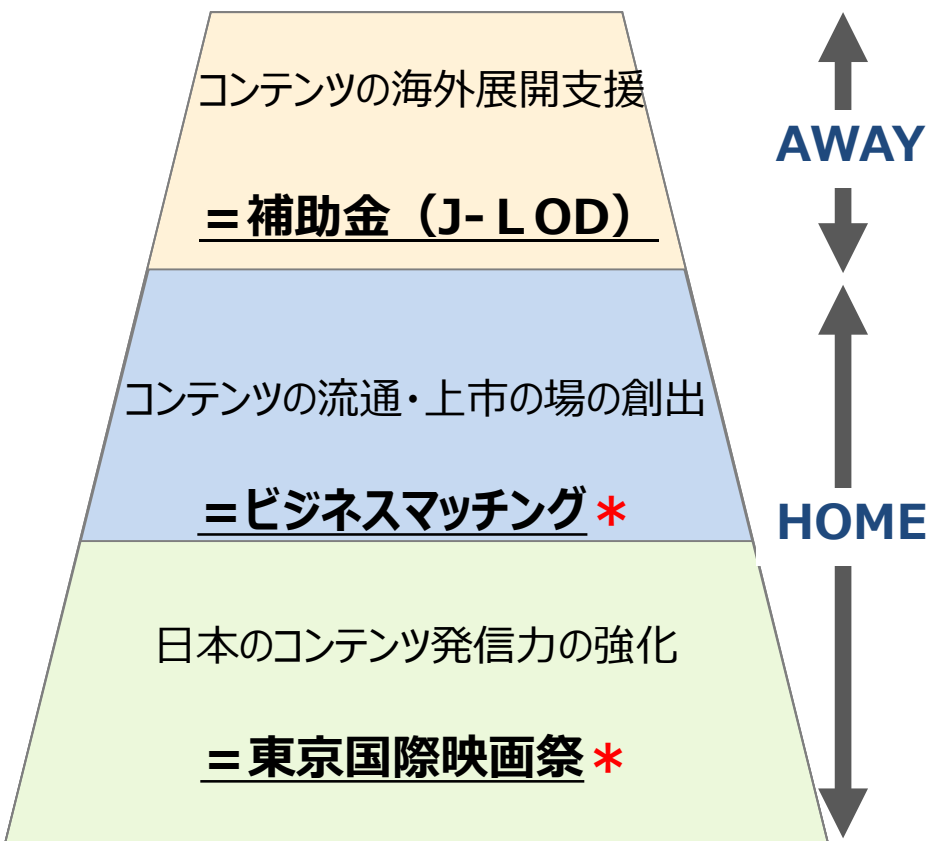 コンテンツの海外展開支援
AWAY
=補助金（J-LOD）
コンテンツの流通・上市の場の創出
=ビジネスマッチング*
HOME
日本のコンテンツ発信力の強化
=東京国際映画祭*